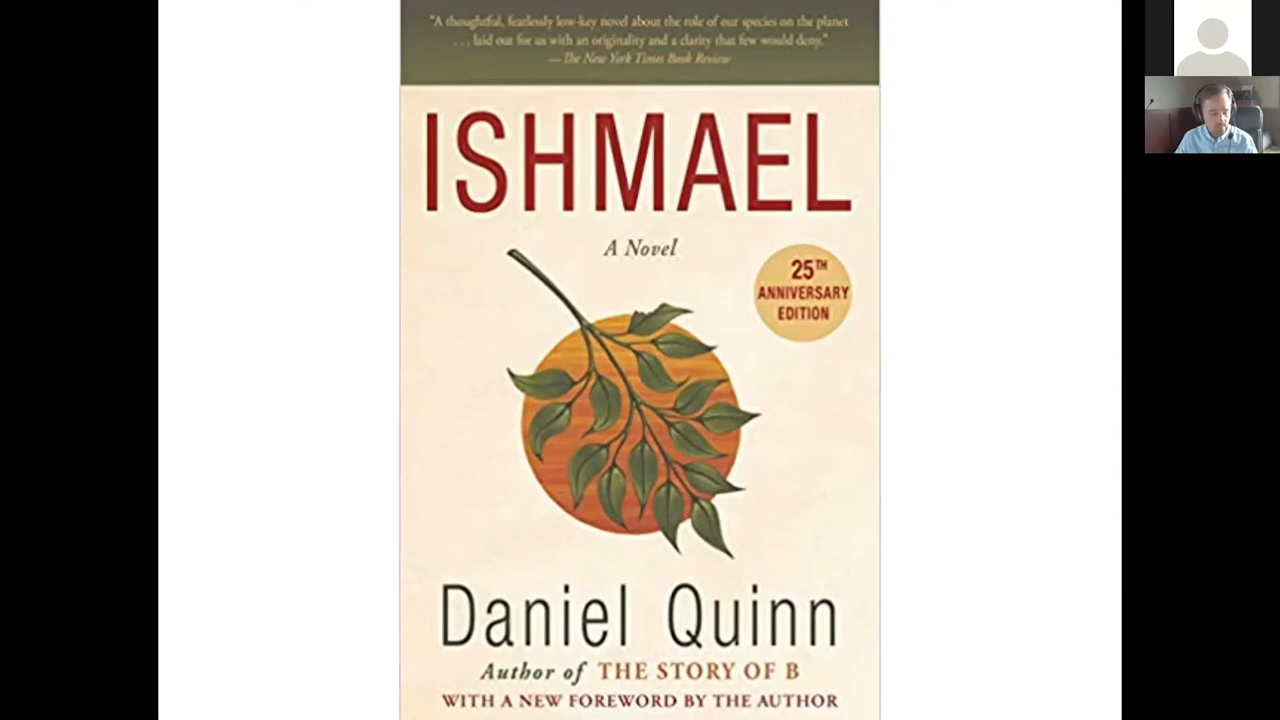 "A thoughtful, fearlessly low-key novel about the role of our species on the planet
. . . laid out for us with an originality and a clarity that few would deny."
—The New York Times Book Review
ISHMAEL
A Novel
25TH
ANNIVERSARY
EDITION
Daniel Quinn
Author of THE STORY OF B
WITH A NEW FOREWORD BY THE AUTHOR